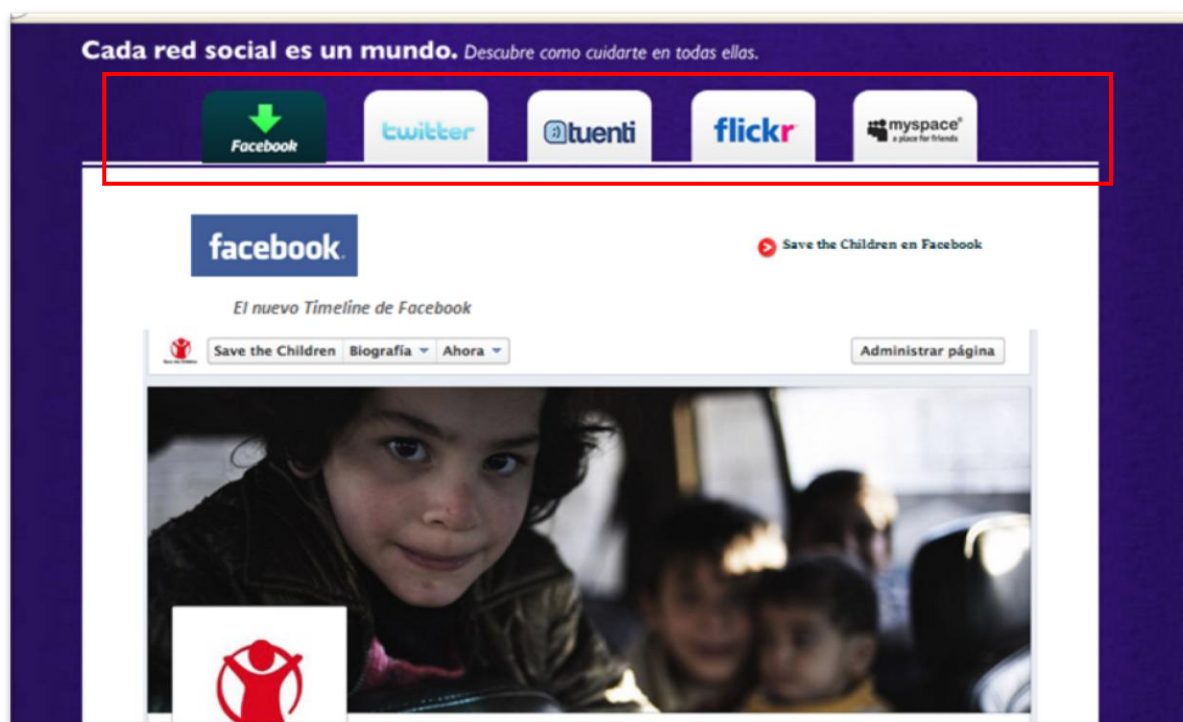 Cada red social es un mundo. Descubre como cuidarte en todas ellas.
Facebook
twitter
tuenti
flickr
myspace®
a place for friends
facebook.
Save the Children en Facebook
El nuevo Timeline de Facebook
Save the Children Biografía Ahora
Administrar página